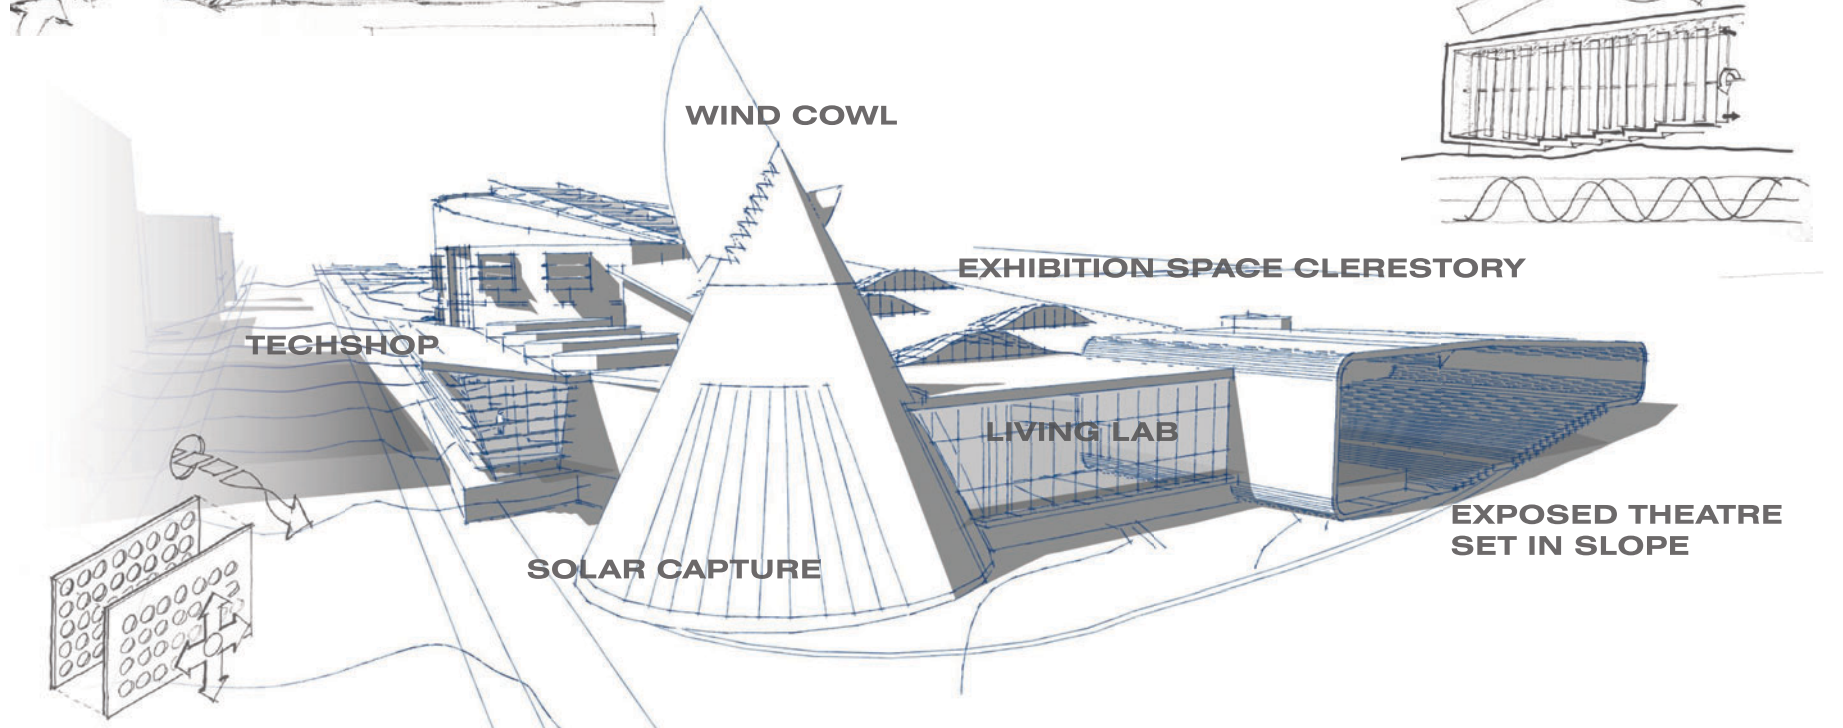 WIND COWL
EXHIBITION SPACE CLERESTORY
TECHSHOP
LIVING LAB
EXPOSED THEATRE
SET IN SLOPE
SOLAR CAPTURE